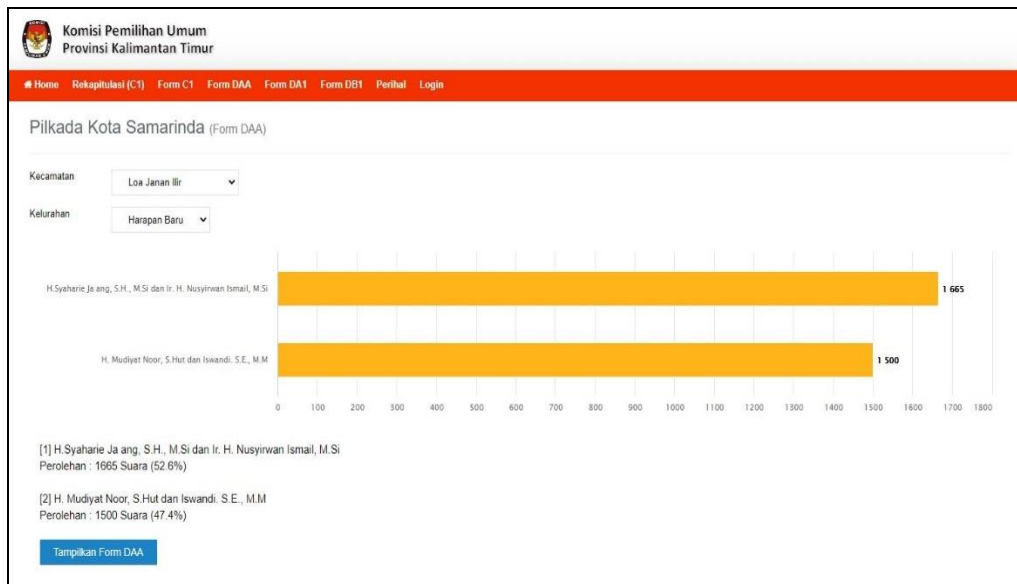 Komisi Pemilihan Umum
Provinsi Kalimantan Timur
Home Rekapitulasi (C1) Form C1 Form DAA Form DA1 Form DB1 Perihal Login
Pilkada Kota Samarinda (Form DAA)
Kecamatan Loa Janan Ilir
Kelurahan Harapan Baru
H.Syaharie Ja ang, S.H., M.Si dan Ir. H. Nusyirwan Ismail, M.Si 1 665
H. Mudiyat Noor, S.Hut dan Iswandi. S.E., M.M 1 500
0 100 200 300 400 500 600 700 800 900 1000 1100 1200 1300 1400 1500 1600 1700 1800
[1] H.Syaharie Ja ang, S.H., M.Si dan Ir. H. Nusyirwan Ismail, M.Si
Perolehan : 1665 Suara (52.6%)
[2] H. Mudiyat Noor, S.Hut dan Iswandi. S.E., M.M
Perolehan : 1500 Suara (47.4%)
Tampilkan Form DAA